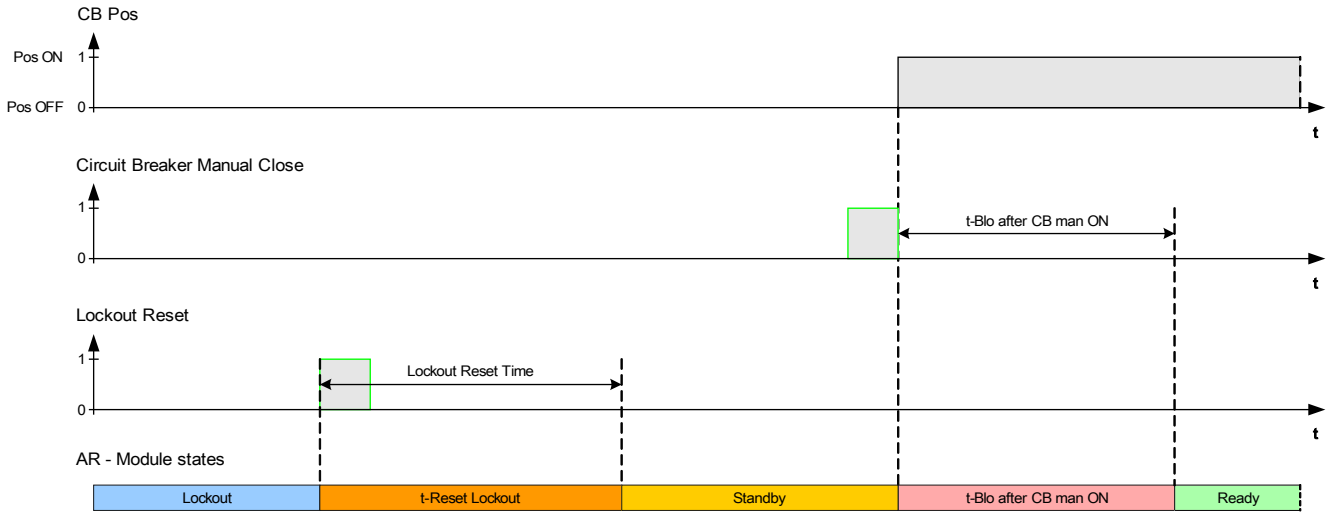 CB Pos
Pos ON 1
Pos OFF 0
t
Circuit Breaker Manual Close
1
t-Blo after CB man ON
0
t
Lockout Reset
1
Lockout Reset Time
0
t
AR - Module states
Lockout t-Reset Lockout Standby t-Blo after CB man ON Ready